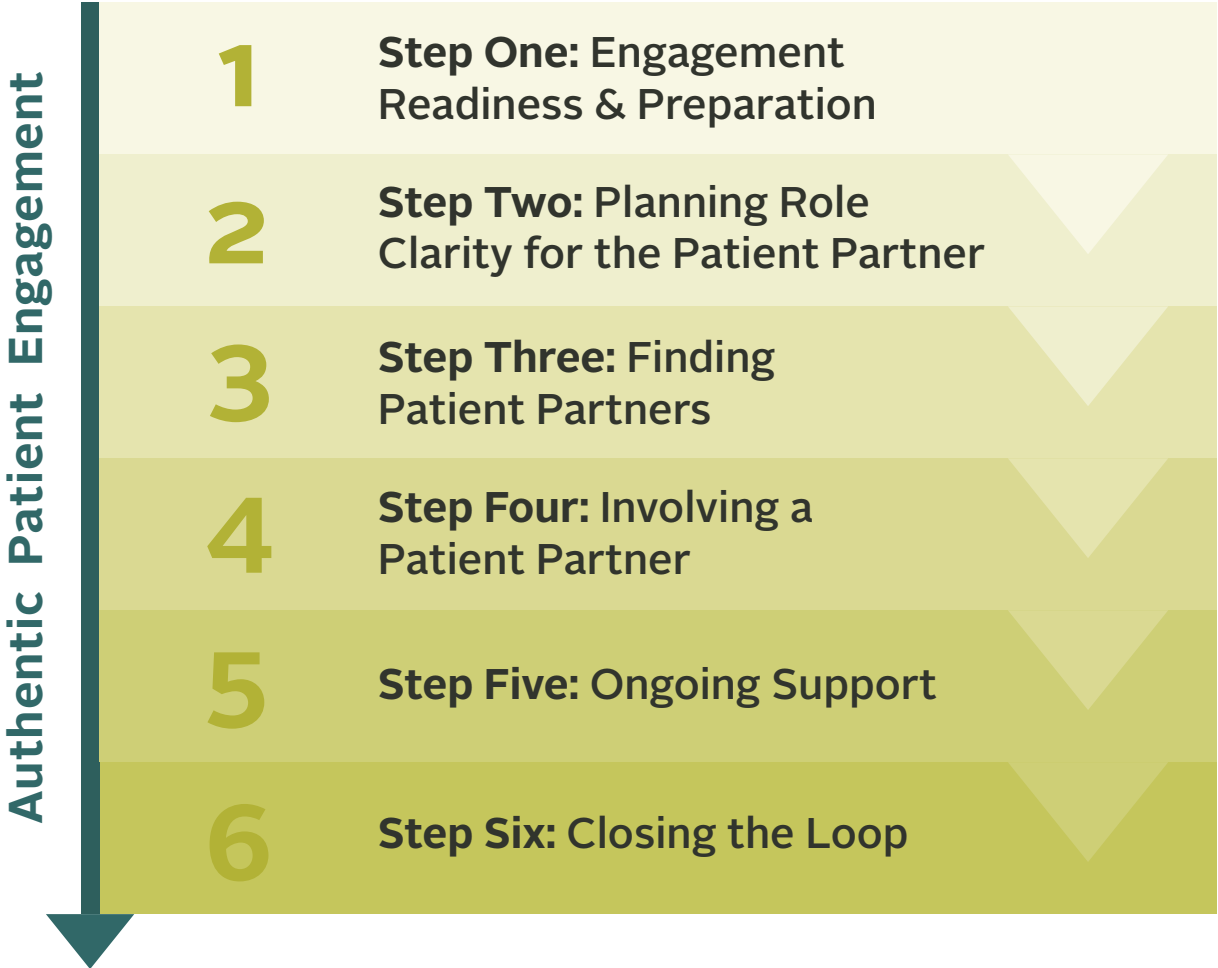 Authentic Patient Engagement
1
Step One: Engagement
Readiness & Preparation
2
Step Two: Planning Role
Clarity for the Patient Partner
3
Step Three: Finding
Patient Partners
4
Step Four: Involving a
Patient Partner
5
Step Five: Ongoing Support
6
Step Six: Closing the Loop